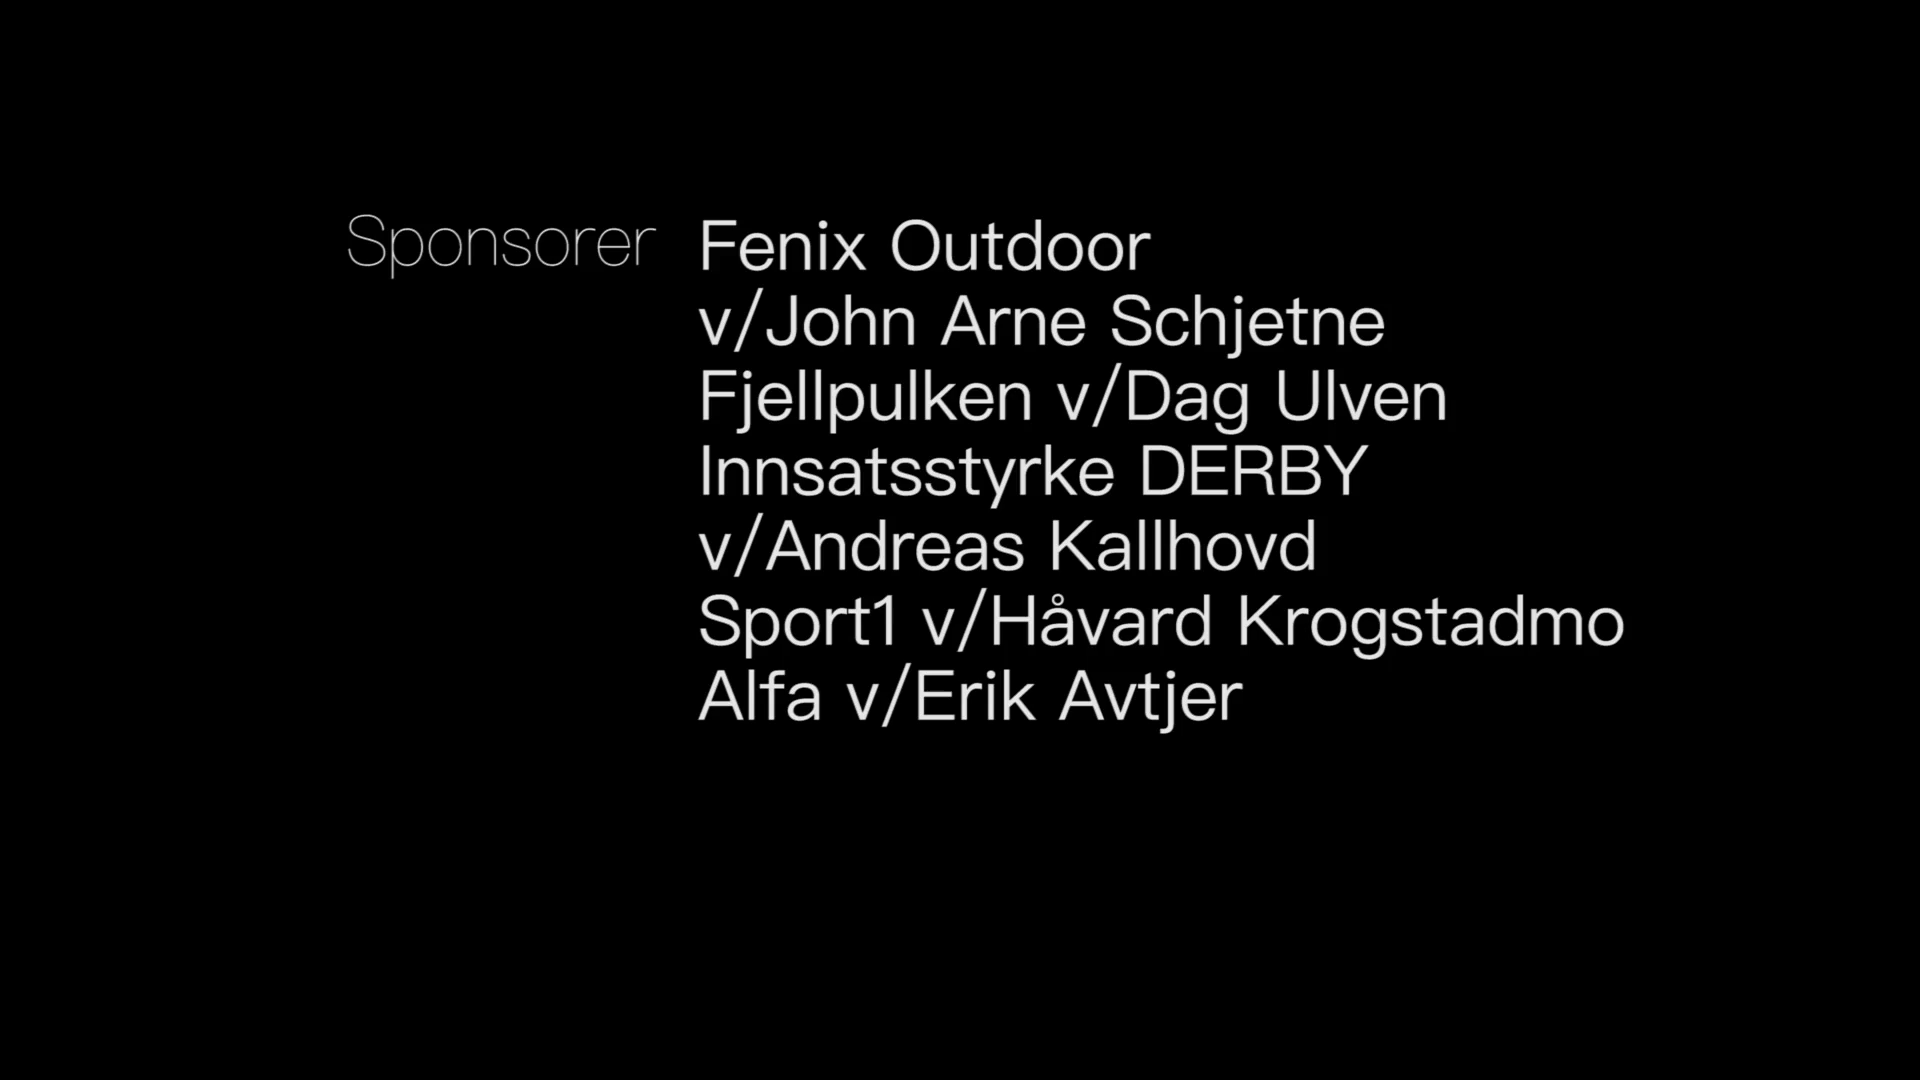 Sponsorer Fenix Outdoor
v/John Arne Schjetne
Fjellpulken v/Dag Ulven
Innsatsstyrke DERBY
v/Andreas Kallhovd
Sport1 v/Håvard Krogstadmo
Alfa v/Erik Avtjer